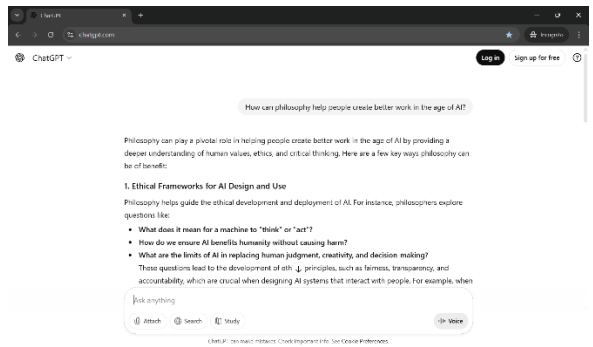 ChatGPT
chatgpt.com
Incognito
ChatGPT
Log in
Sign up for free
How can philosophy help people create better work in the age of AI?
Philosophy can play a pivotal role in helping people create better work in the age of AI by providing a
deeper understanding of human values, ethics, and critical thinking. Here are a few key ways philosophy can
be of benefit:
1. Ethical Frameworks for AI Design and Use
Philosophy helps guide the ethical development and deployment of AI. For instance, philosophers explore
questions like:
• What does it mean for a machine to "think" or "act"?
• How do we ensure AI benefits humanity without causing harm?
• What are the limits of AI in replacing human judgment, creativity, and decision-making?
These questions lead to the development of eth principles, such as fairness, transparency, and
accountability, which are crucial when designing AI systems that interact with people. For example, when
Ask anything
Attach
Search
Study
Voice
ChatGPT can make mistakes. Check important info. See Cookie Preferences.